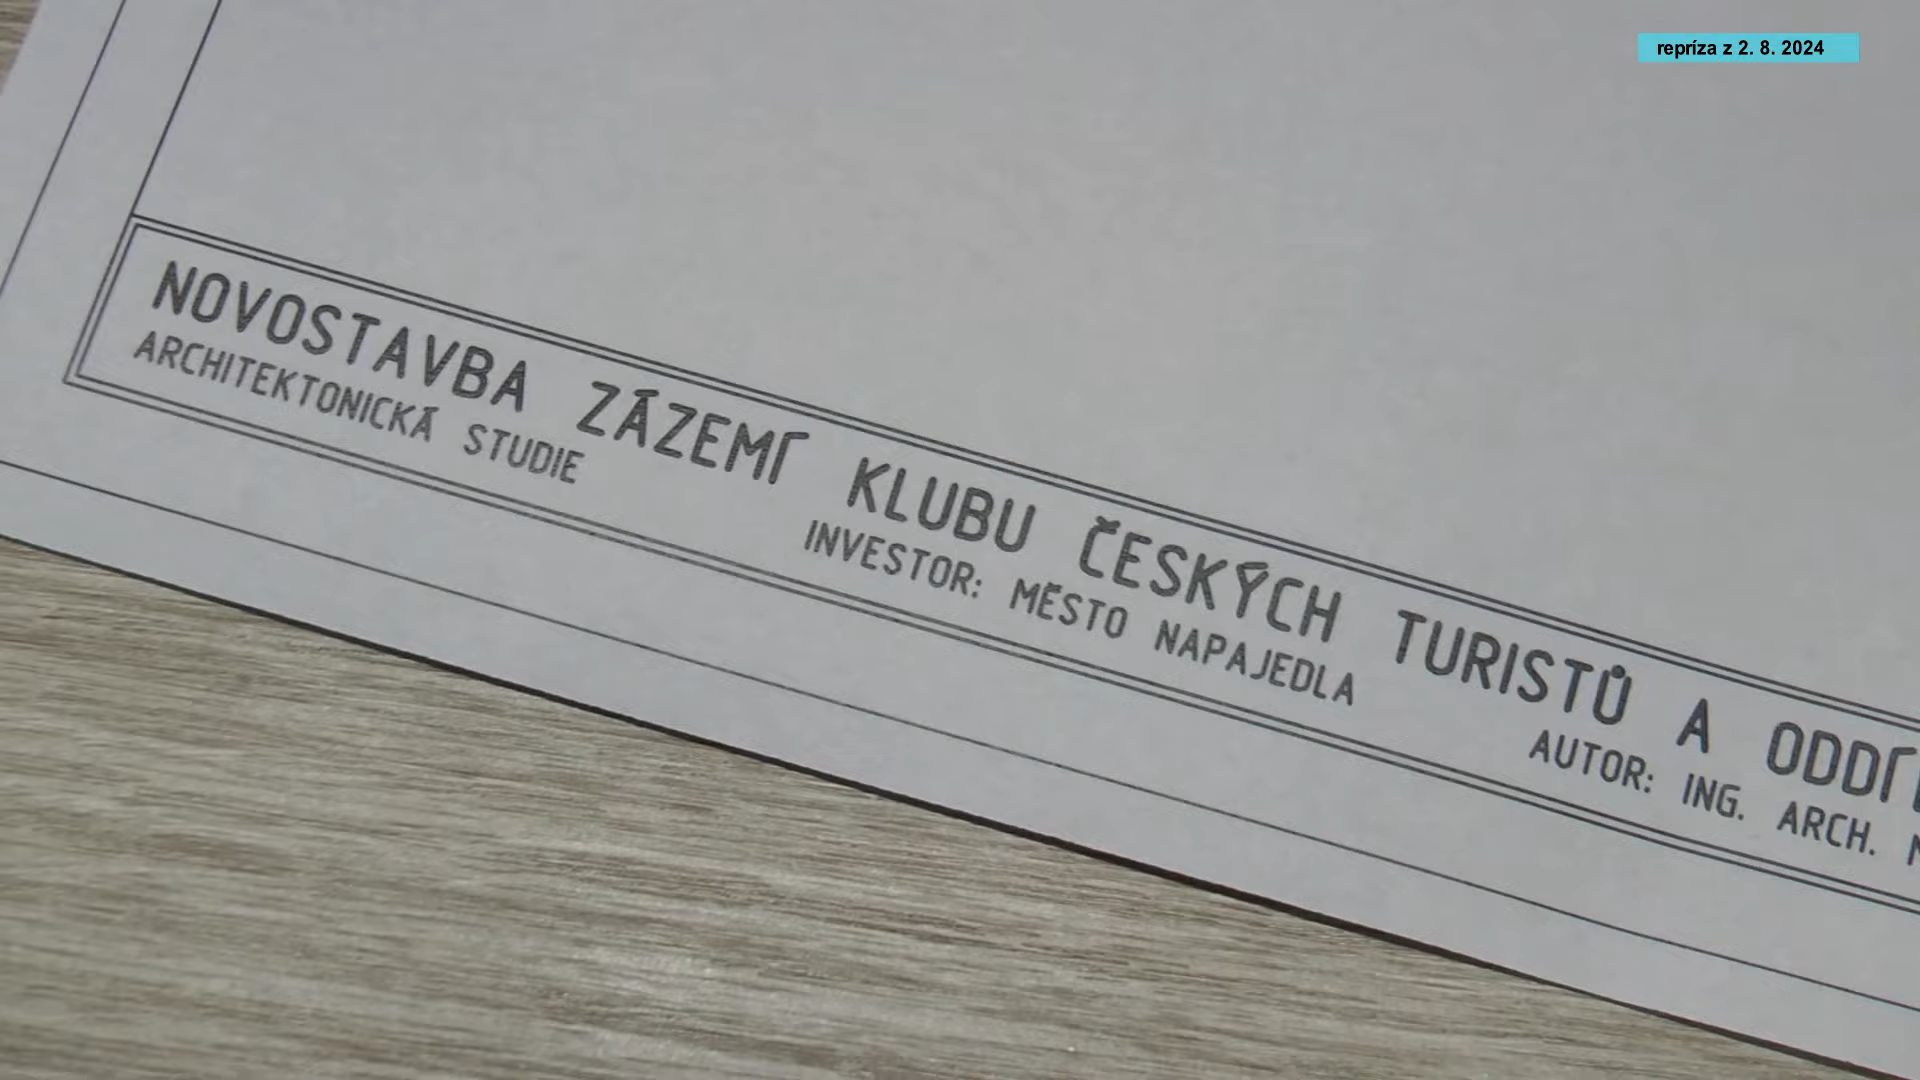 repríza z 2. 8. 2024
NOVOSTAVBA ZÁZEMÍ KLUBU ČESKÝCH TURISTŮ A
ARCHITEKTONICKÁ STUDIE INVESTOR: MĚSTO NAPAJEDLA AUTOR: ING. ARCH.